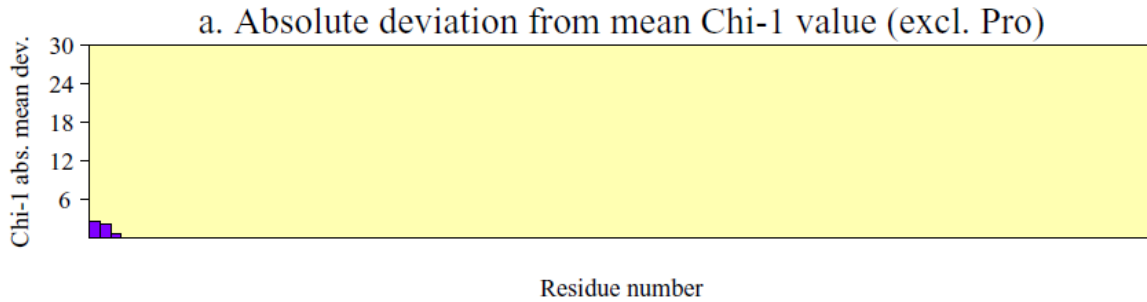 a. Absolute deviation from mean Chi-1 value (excl. Pro)
Chi-1 abs. mean dev.
30
24
18
12
6
Residue number